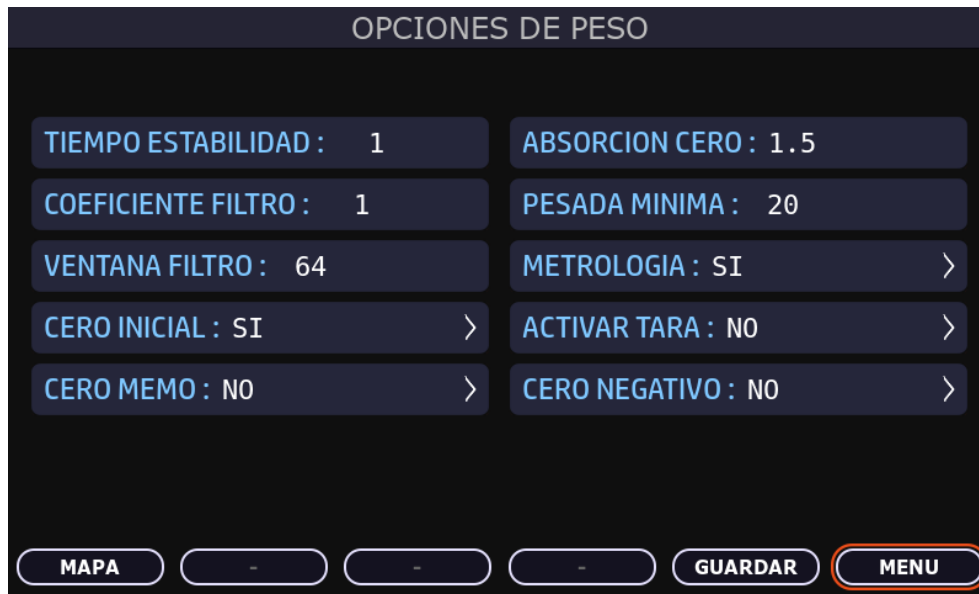 OPCIONES DE PESO
TIEMPO ESTABILIDAD : 1
ABSORCION CERO : 1.5
COEFICIENTE FILTRO : 1
PESADA MINIMA : 20
VENTANA FILTRO : 64
METROLOGIA : SI
CERO INICIAL : SI
ACTIVAR TARA : NO
CERO MEMO : NO
CERO NEGATIVO : NO
MAPA - - - GUARDAR MENU